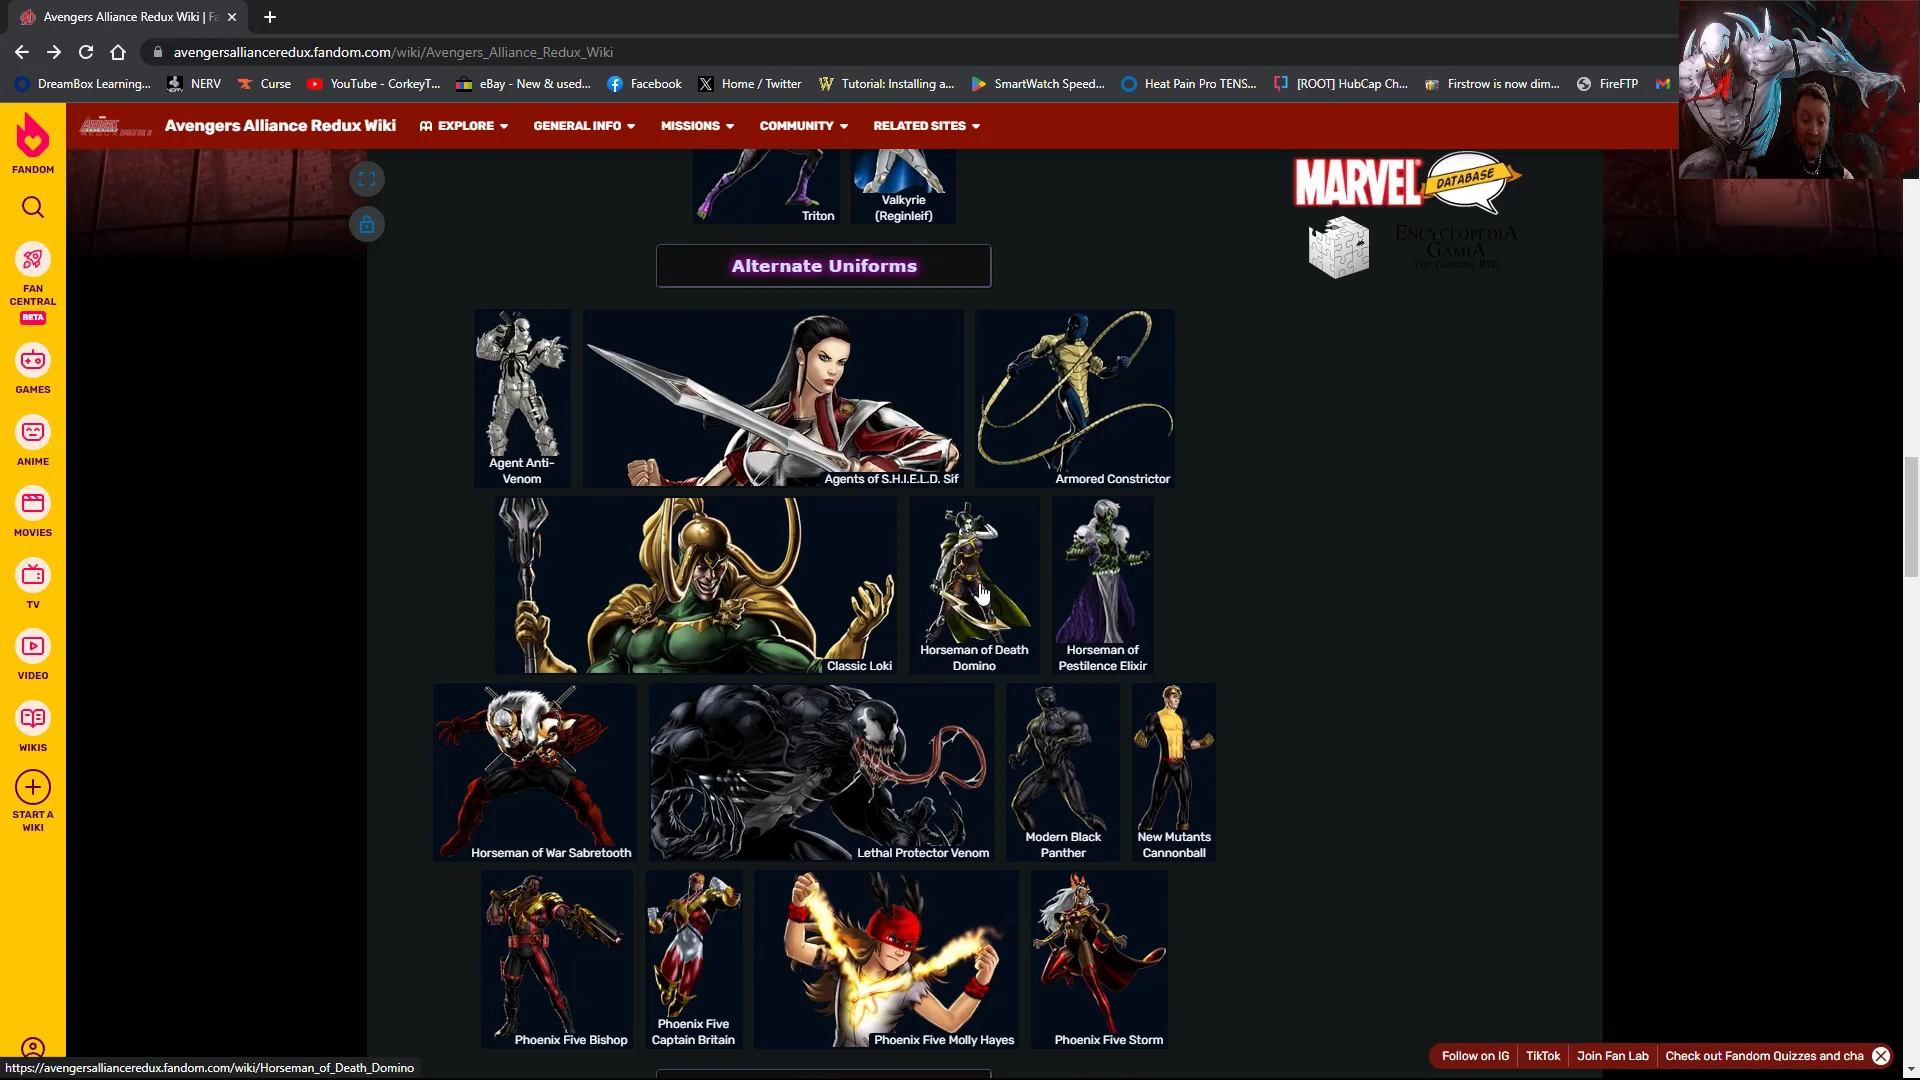 Avengers Alliance Redux Wiki | Fa
avengersallianceredux.fandom.com/wiki/Avengers_Alliance_Redux_Wiki
DreamBox Learning...
NERV
Curse
YouTube - CorkeyT...
eBay - New & used...
Facebook
Home / Twitter
Tutorial: Installing a...
SmartWatch Speed...
Heat Pain Pro TENS...
[ROOT] HubCap Ch...
Firstrow is now dim...
FireFTP
FANDOM
Avengers Alliance Redux Wiki
EXPLORE
GENERAL INFO
MISSIONS
COMMUNITY
RELATED SITES
FAN
CENTRAL
BETA
GAMES
ANIME
MOVIES
TV
VIDEO
WIKIS
START A
WIKI
Triton
Valkyrie
(Reginleif)
MARVEL
DATABASE
ENCYCLOPEDIA
GAMIA
The Gaming Wiki
Alternate Uniforms
Agent Anti-
Venom
Agents of S.H.I.E.L.D. Sif
Armored Constrictor
Classic Loki
Horseman of Death
Domino
Horseman of
Pestilence Elixir
Horseman of War Sabretooth
Lethal Protector Venom
Modern Black
Panther
New Mutants
Cannonball
Phoenix Five Bishop
Phoenix Five
Captain Britain
Phoenix Five Molly Hayes
Phoenix Five Storm
Follow on IG
TikTok
Join Fan Lab
Check out Fandom Quizzes and cha
https://avengersallianceredux.fandom.com/wiki/Horseman_of_Death_Domino